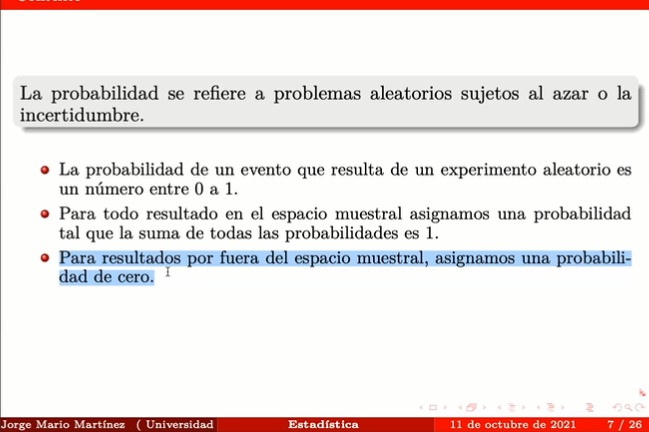 La probabilidad se refiere a problemas aleatorios sujetos al azar o la
incertidumbre.
La probabilidad de un evento que resulta de un experimento aleatorio es
un número entre 0 a 1.
Para todo resultado en el espacio muestral asignamos una probabilidad
tal que la suma de todas las probabilidades es 1.
Para resultados por fuera del espacio muestral, asignamos una probabili-
dad de cero.
Jorge Mario Martínez ( Universidad Estadística 11 de octubre de 2021 7 / 26